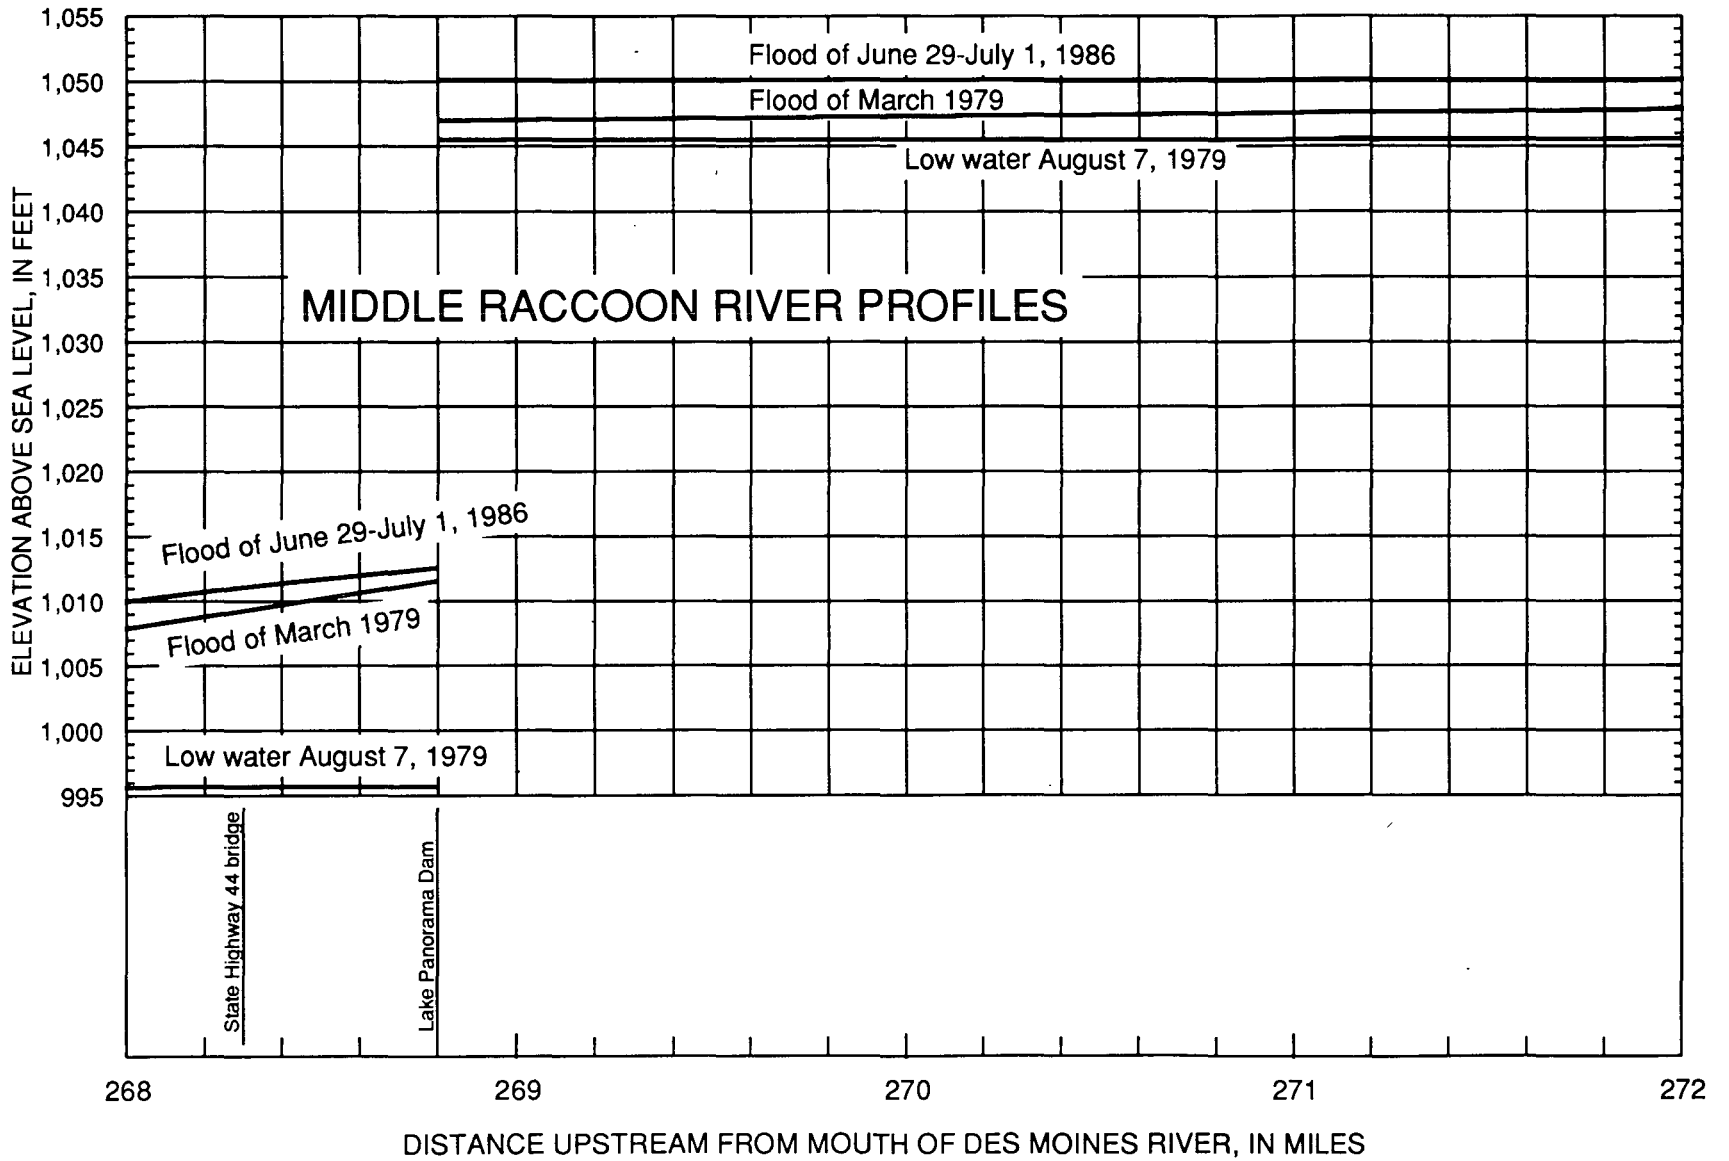 1,055
1,050
1,045
1,040
1,035
1,030
1,025
1,020
1,015
1,010
1,005
1,000
995
ELEVATION ABOVE SEA LEVEL, IN FEET
Flood of June 29-July 1, 1986
Flood of March 1979
Low water August 7, 1979
MIDDLE RACCOON RIVER PROFILES
Flood of June 29-July 1, 1986
Flood of March 1979
Low water August 7, 1979
State Highway 44 bridge
Lake Panorama Dam
268 269 270 271 272
DISTANCE UPSTREAM FROM MOUTH OF DES MOINES RIVER, IN MILES